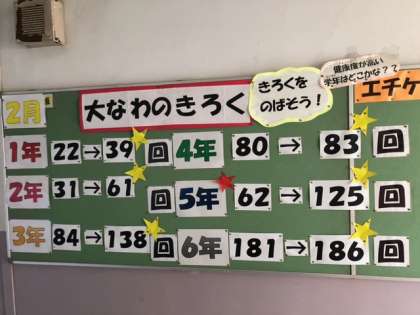 健康度が高い
学年はどこかな??
2月
大なわのきろく
きろくを
のばそう!
エチケ
1年 22→39回
4年 80→83回
2年 31→61回
5年 62→125回
3年 84→138回
6年 181→186回